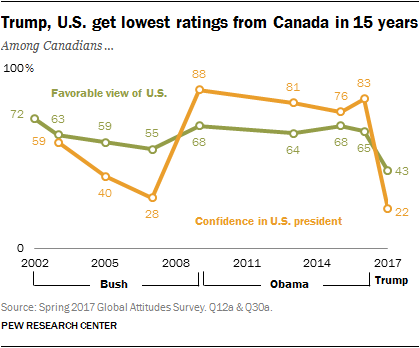 Trump, U.S. get lowest ratings from Canada in 15 years
Among Canadians ...
100%
Favorable view of U.S.
72
63
59
55
68
64
68
65
43
59
40
28
88
81
76
83
22
Confidence in U.S. president
0
2002 2005 2008 2011 2014 2017
Bush Obama Trump
Source: Spring 2017 Global Attitudes Survey. Q12a & Q30a.
PEW RESEARCH CENTER